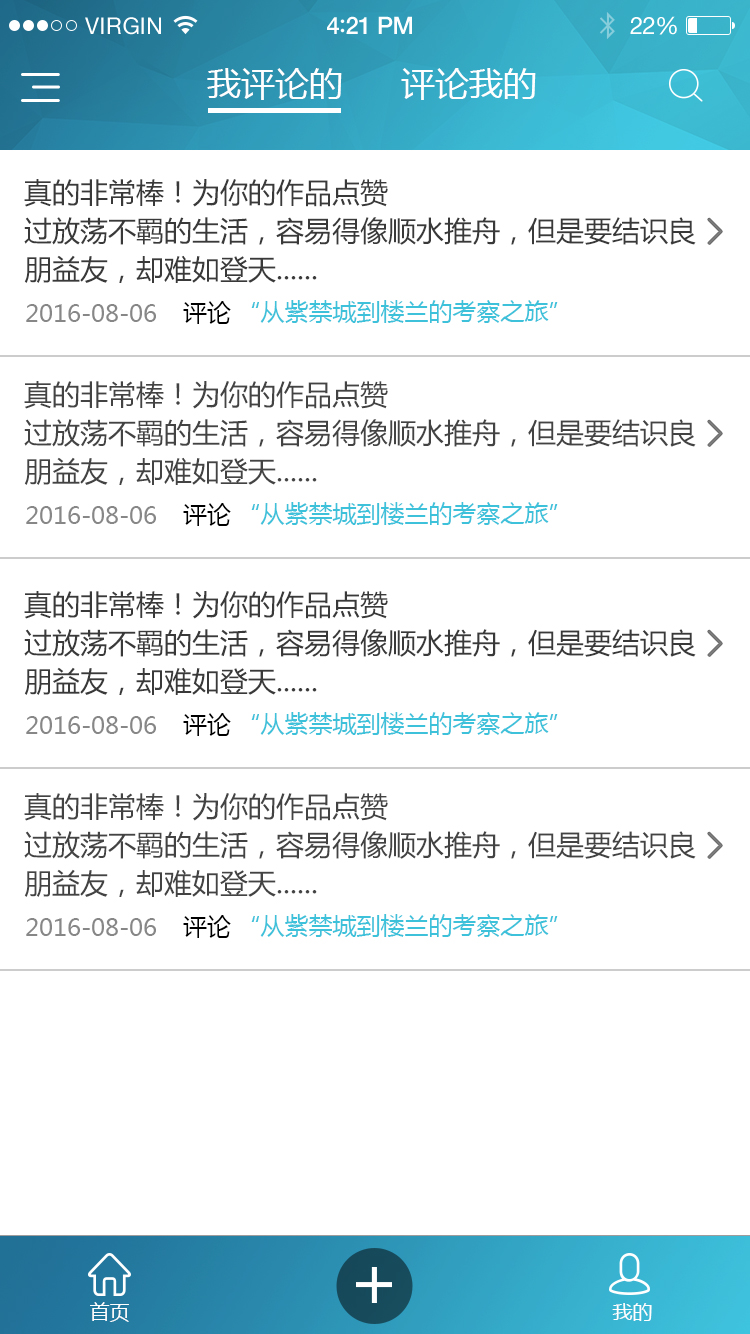 VIRGIN 4:21 PM 22%
我评论的 评论我的
真的非常棒！为你的作品点赞
过放荡不羁的生活，容易得像顺水推舟，但是要结识良
朋益友，却难如登天......
2016-08-06 评论 “从紫禁城到楼兰的考察之旅”
真的非常棒！为你的作品点赞
过放荡不羁的生活，容易得像顺水推舟，但是要结识良
朋益友，却难如登天......
2016-08-06 评论 “从紫禁城到楼兰的考察之旅”
真的非常棒！为你的作品点赞
过放荡不羁的生活，容易得像顺水推舟，但是要结识良
朋益友，却难如登天......
2016-08-06 评论 “从紫禁城到楼兰的考察之旅”
真的非常棒！为你的作品点赞
过放荡不羁的生活，容易得像顺水推舟，但是要结识良
朋益友，却难如登天......
2016-08-06 评论 “从紫禁城到楼兰的考察之旅”
首页 我的